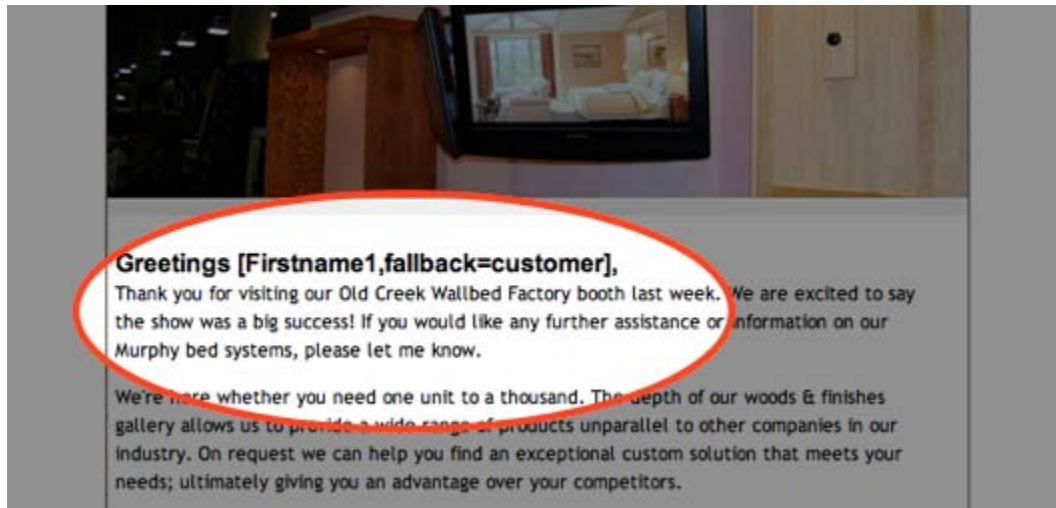 Greetings [Firstname1,fallback=customer],
Thank you for visiting our Old Creek Wallbed Factory booth last week. We are excited to say
the show was a big success! If you would like any further assistance or information on our
Murphy bed systems, please let me know.
We're here whether you need one unit to a thousand. The depth of our woods & finishes
gallery allows us to provide a wide range of products unparallel to other companies in our
industry. On request we can help you find an exceptional custom solution that meets your
needs; ultimately giving you an advantage over your competitors.